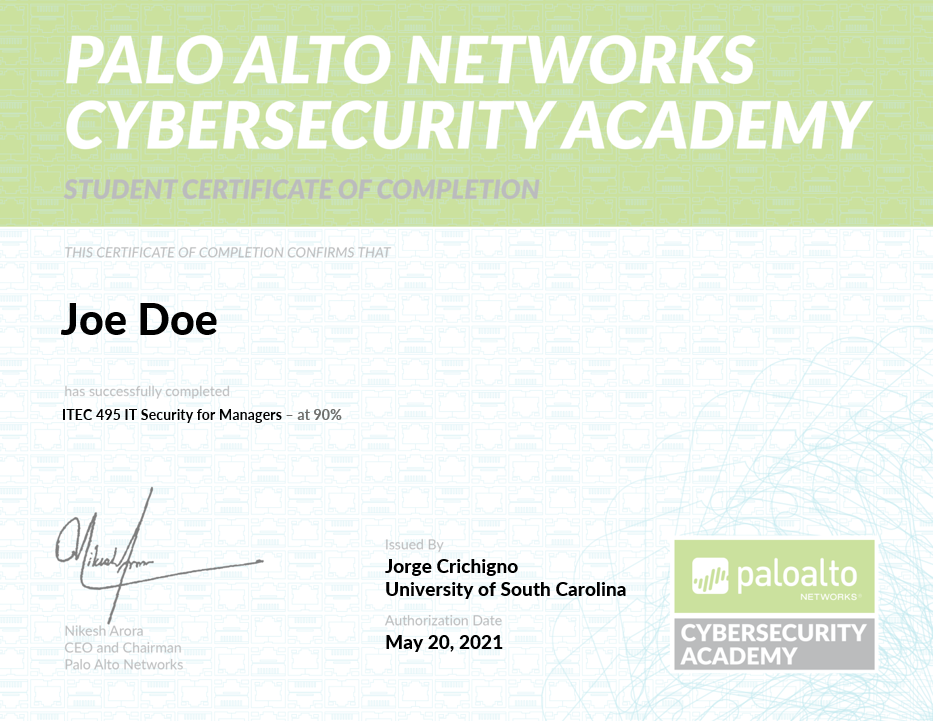 PALO ALTO NETWORKS
CYBERSECURITY ACADEMY
STUDENT CERTIFICATE OF COMPLETION
THIS CERTIFICATE OF COMPLETION CONFIRMS THAT
Joe Doe
has successfully completed
ITEC 495 IT Security for Managers – at 90%
Nikesh Arora
Nikesh Arora
CEO and Chairman
Palo Alto Networks
Issued By
Jorge Crichigno
University of South Carolina
Authorization Date
May 20, 2021
paloalto
NETWORKS
CYBERSECURITY
ACADEMY